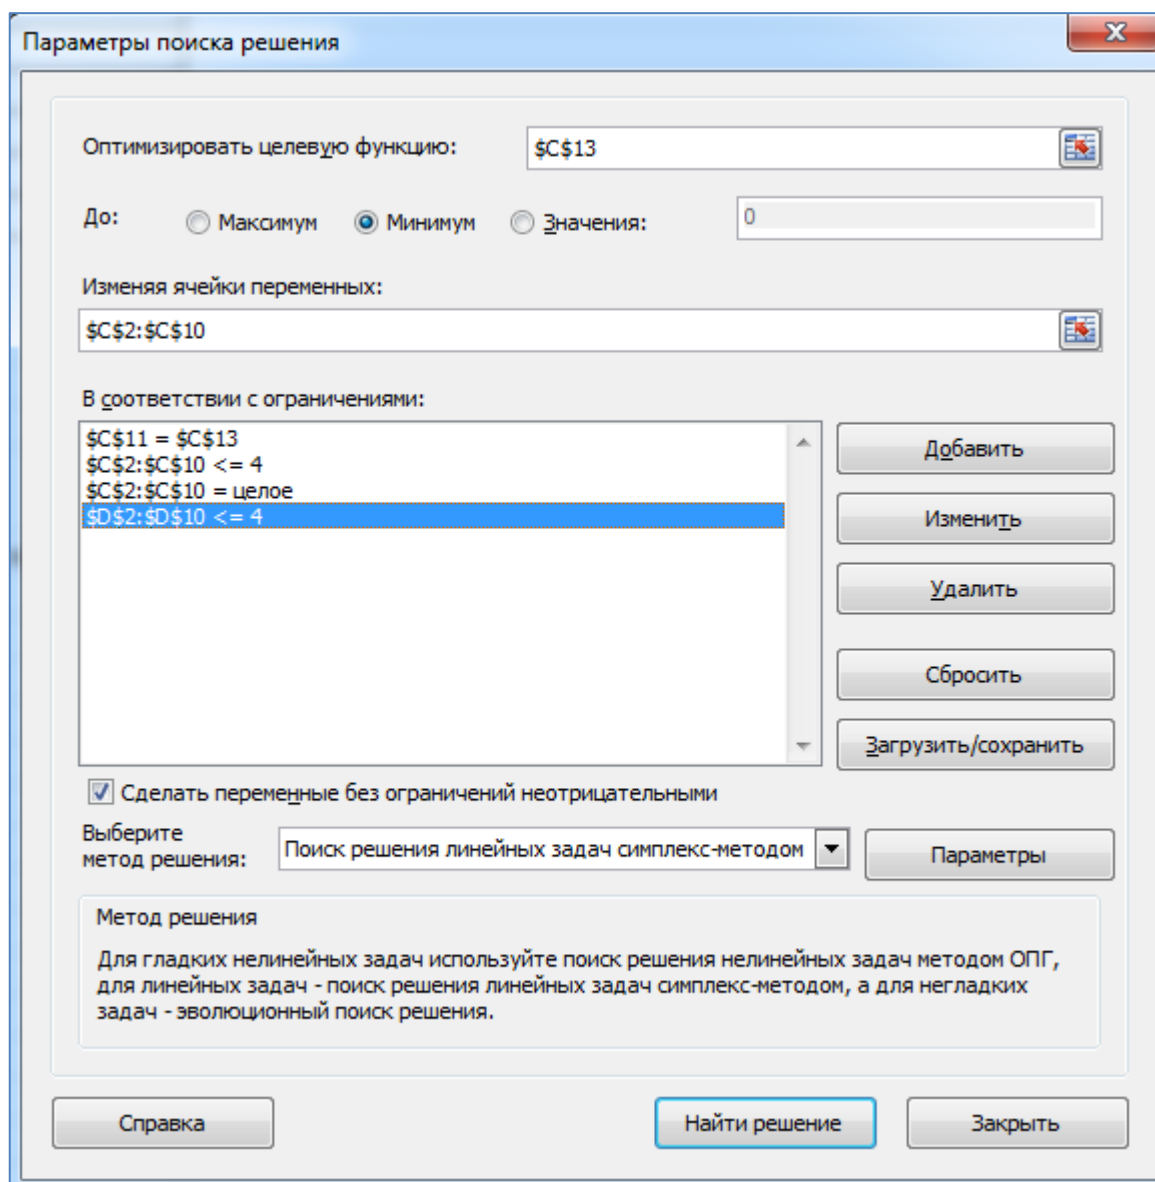 Параметры поиска решения
Оптимизировать целевую функцию: $C$13
До: Максимум Минимум Значения: 0
Изменяя ячейки переменных:
$C$2:$C$10
В соответствии с ограничениями:
$C$11 = $C$13
$C$2:$C$10 <= 4
$C$2:$C$10 = целое
$D$2:$D$10 <= 4
Добавить
Изменить
Удалить
Сбросить
Загрузить/сохранить
Сделать переменные без ограничений неотрицательными
Выберите
метод решения: Поиск решения линейных задач симплекс-методом Параметры
Метод решения
Для гладких нелинейных задач используйте поиск решения нелинейных задач методом ОПГ,
для линейных задач - поиск решения линейных задач симплекс-методом, а для негладких
задач - эволюционный поиск решения.
Справка Найти решение Закрыть